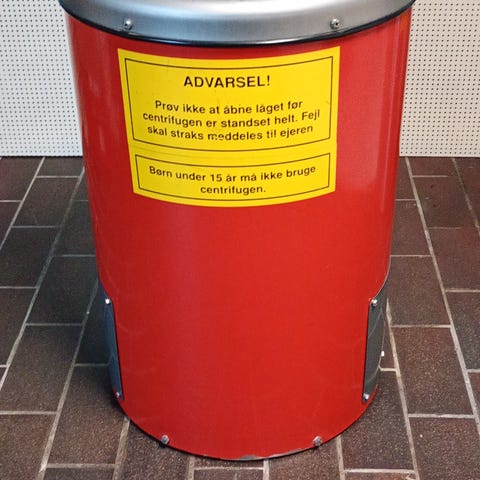 ADVARSEL!
Prøv ikke at åbne låget før
centrifugen er standset helt. Fejl
skal straks meddeles til ejeren
Børn under 15 år må ikke bruge
centrifugen.